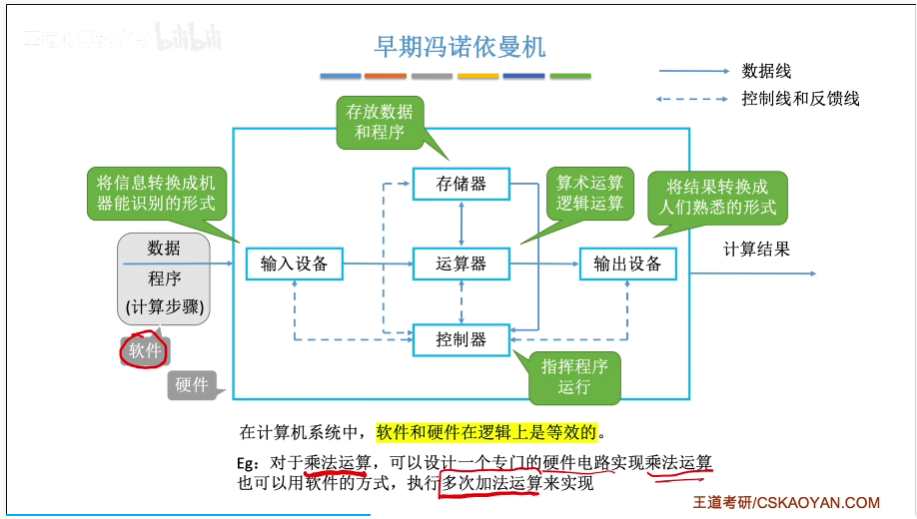 bilibili
早期冯诺依曼机
数据线
控制线和反馈线
存放数据
和程序
将信息转换成机
器能识别的形式
存储器
算术运算
逻辑运算
将结果转换成
人们熟悉的形式
数据
程序
(计算步骤)
输入设备
运算器
输出设备
计算结果
控制器
软件
硬件
指挥程序
运行
在计算机系统中，软件和硬件在逻辑上是等效的。
Eg：对于乘法运算，可以设计一个专门的硬件电路实现乘法运算
也可以用软件的方式，执行多次加法运算来实现
王道考研/CSKAOYAN.COM